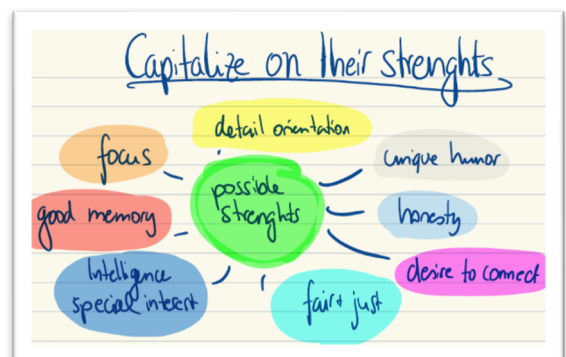 Capitalize on their strenghts
detail orientation
focus
unique humor
possible
strenghts
good memory
honesty
Intelligence
special interest
desire to connect
fair + just